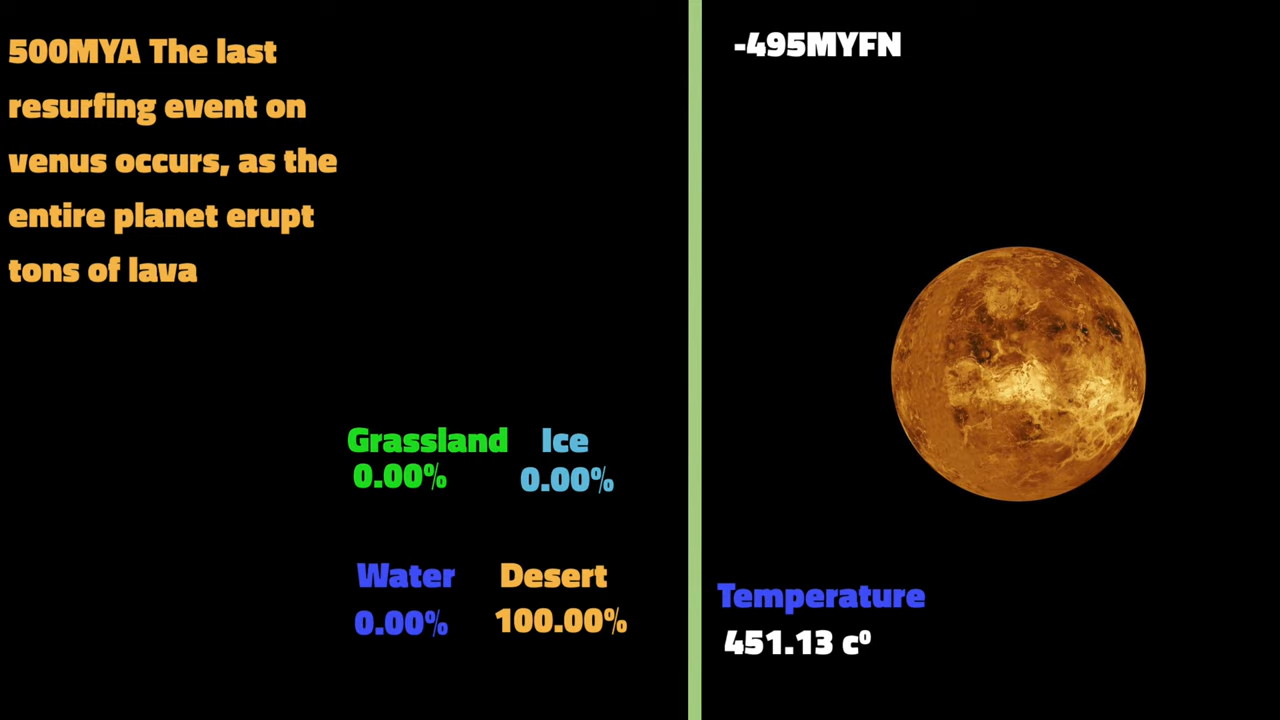 500MYA The last
resurfing event on
venus occurs, as the
entire planet erupt
tons of lava
-495MYFN
Grassland
0.00%
Ice
0.00%
Water
0.00%
Desert
100.00%
Temperature
451.13 cº